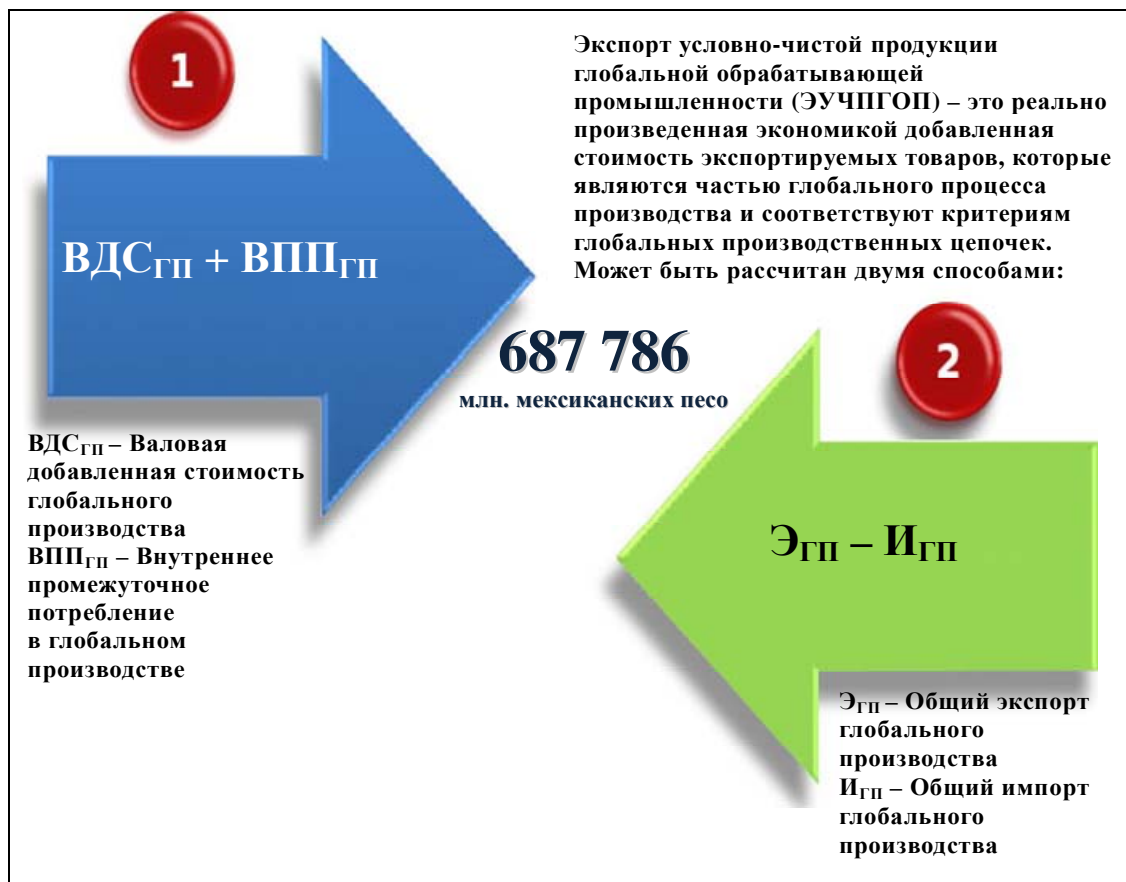 1
Экспорт условно-чистой продукции
глобальной обрабатывающей
промышленности (ЭУЧПГОП) – это реально
произведенная экономикой добавленная
стоимость экспортируемых товаров, которые
являются частью глобального процесса
производства и соответствуют критериям
глобальных производственных цепочек.
Может быть рассчитан двумя способами:
ВДСГП + ВППГП
687 786
млн. мексиканских песо
2
ВДСГП – Валовая
добавленная стоимость
глобального
производства
ВППГП – Внутреннее
промежуточное
потребление
в глобальном
производстве
ЭГП – ИГП
ЭГП – Общий экспорт
глобального
производства
ИГП – Общий импорт
глобального
производства